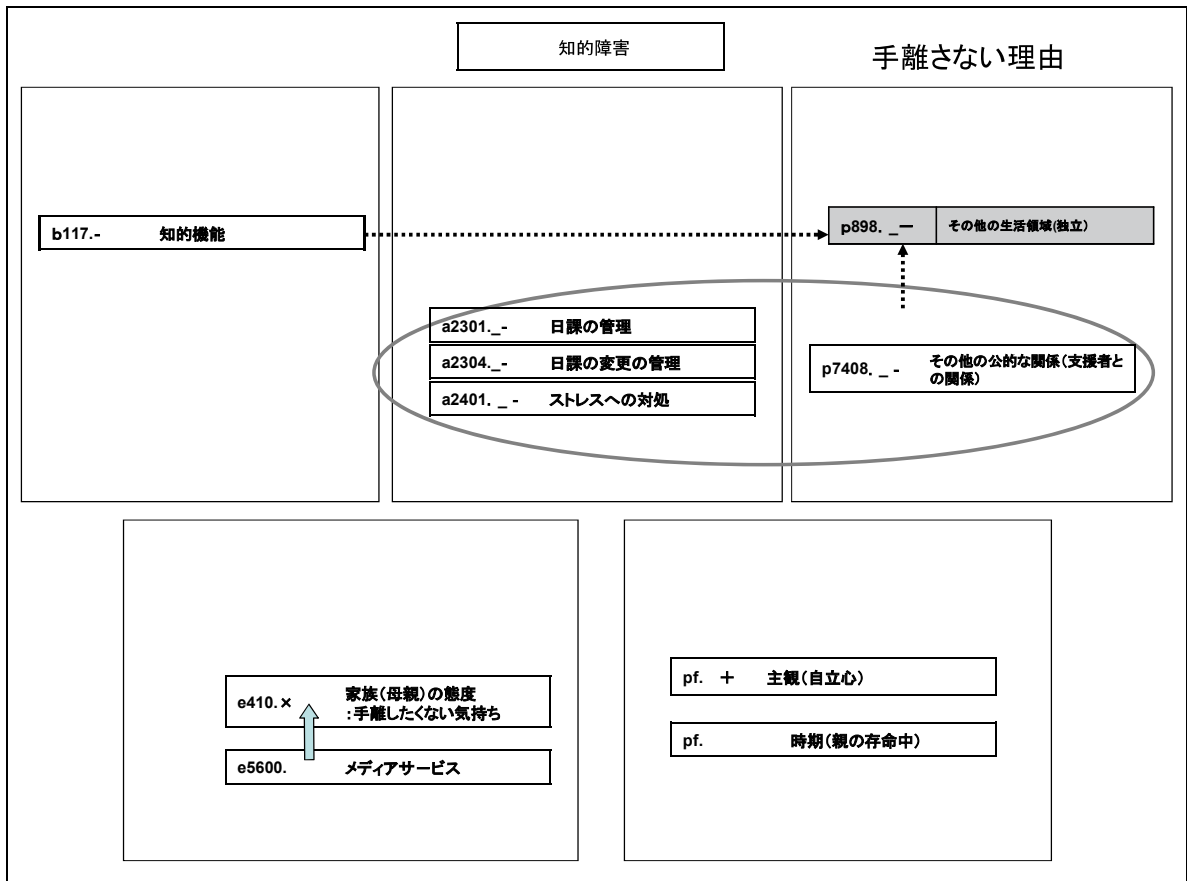 知的障害
手離さない理由
b117.- 知的機能
p898. _ー その他の生活領域(独立)
a2301._- 日課の管理
a2304._- 日課の変更の管理
a2401. _ - ストレスへの対処
p7408. _ - その他の公的な関係(支援者と
の関係)
e410.× 家族(母親)の態度
:手離したくない気持ち
e5600. メディアサービス
pf. + 主観(自立心)
pf. 時期(親の存命中)